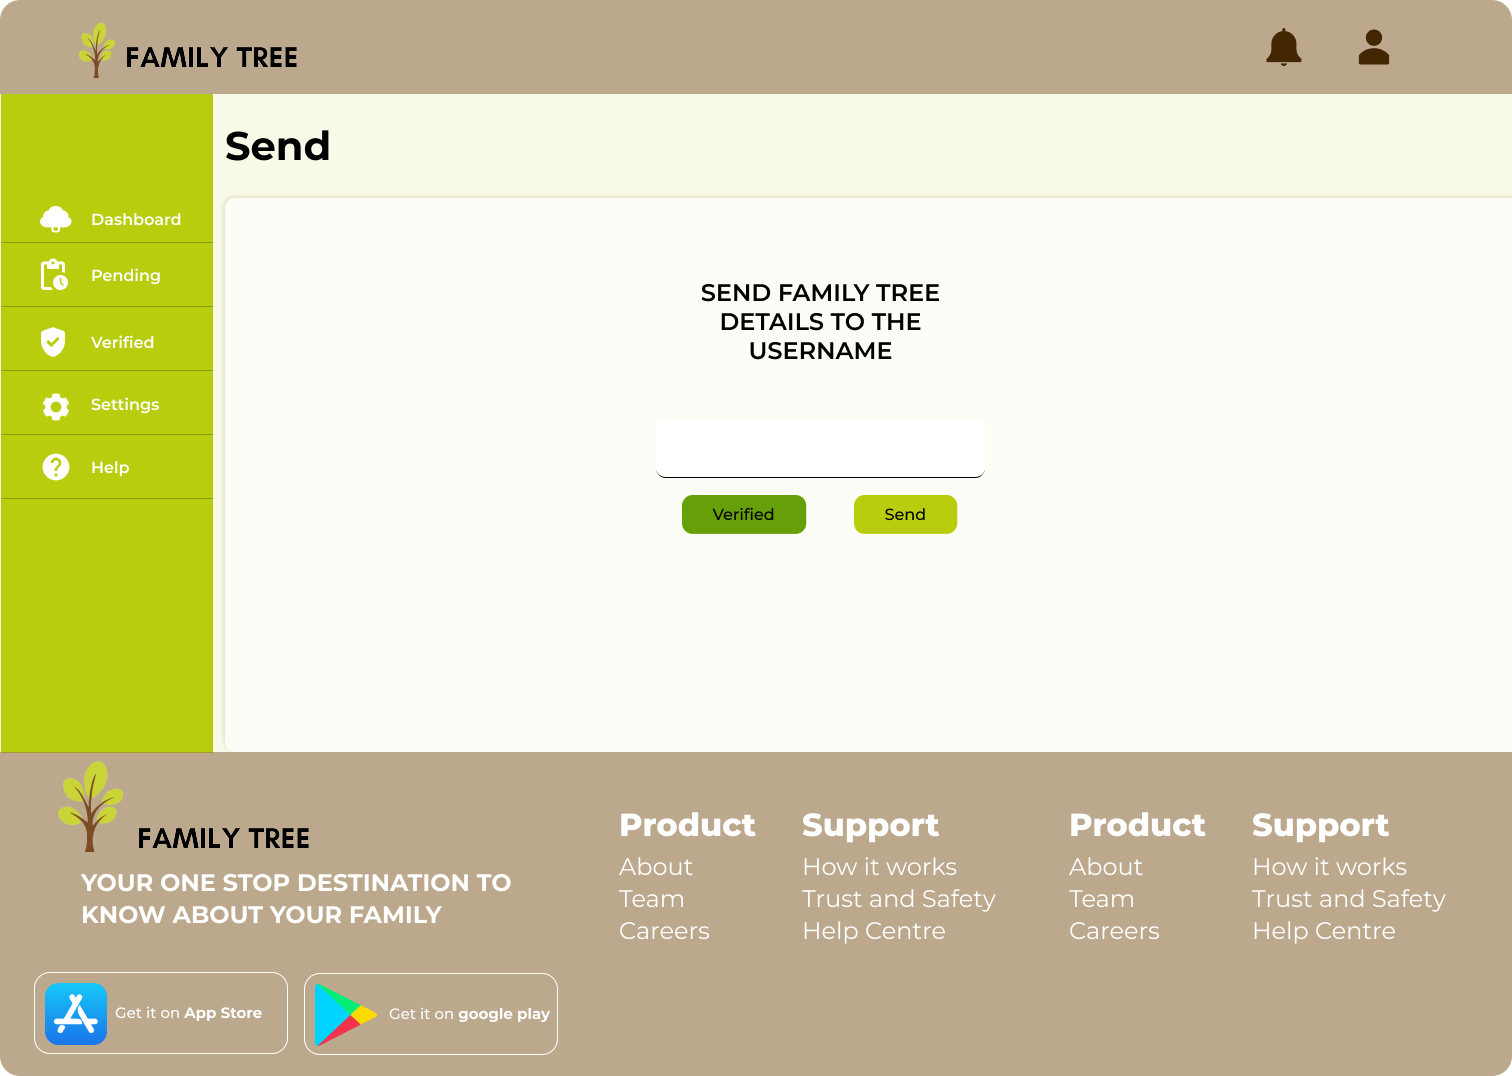 FAMILY TREE
Send
Dashboard
Pending
Verified
Settings
Help
SEND FAMILY TREE
DETAILS TO THE
USERNAME
Verified
Send
FAMILY TREE
YOUR ONE STOP DESTINATION TO
KNOW ABOUT YOUR FAMILY
Get it on App Store
Get it on google play
Product
About
Team
Careers
Support
How it works
Trust and Safety
Help Centre
Product
About
Team
Careers
Support
How it works
Trust and Safety
Help Centre